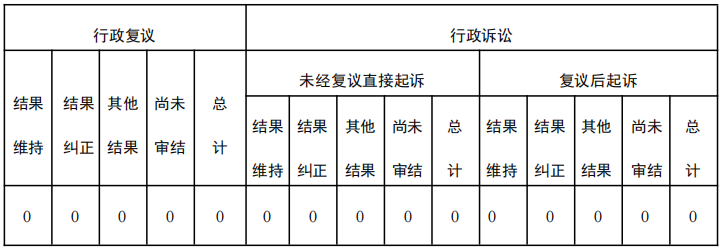 行政复议 行政诉讼
未经复议直接起诉 复议后起诉
结果维持 结果纠正 其他结果 尚未审结 总计 结果维持 结果纠正 其他结果 尚未审结 总计 结果维持 结果纠正 其他结果 尚未审结 总计
0 0 0 0 0 0 0 0 0 0 0 0 0 0 0